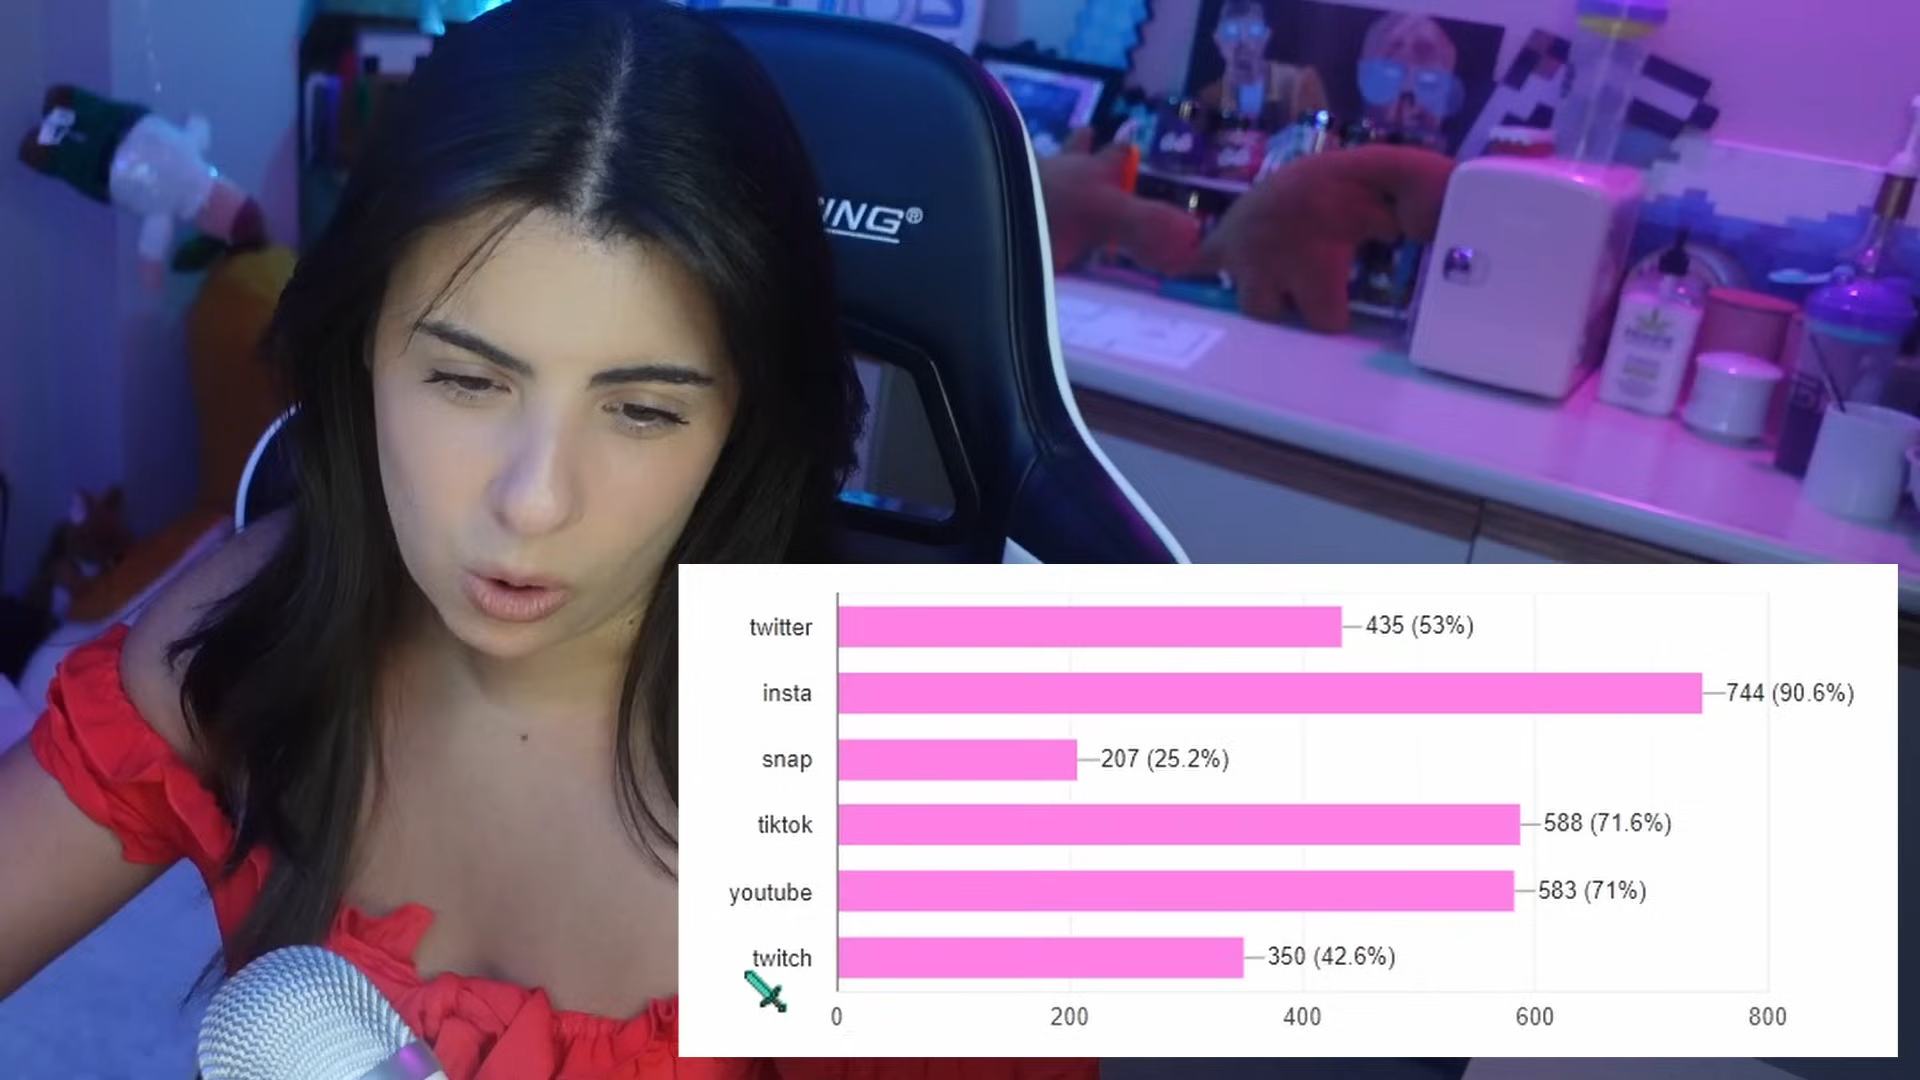 ING®
twitter 435 (53%)
insta 744 (90.6%)
snap 207 (25.2%)
tiktok 588 (71.6%)
youtube 583 (71%)
twitch 350 (42.6%)
0 200 400 600 800